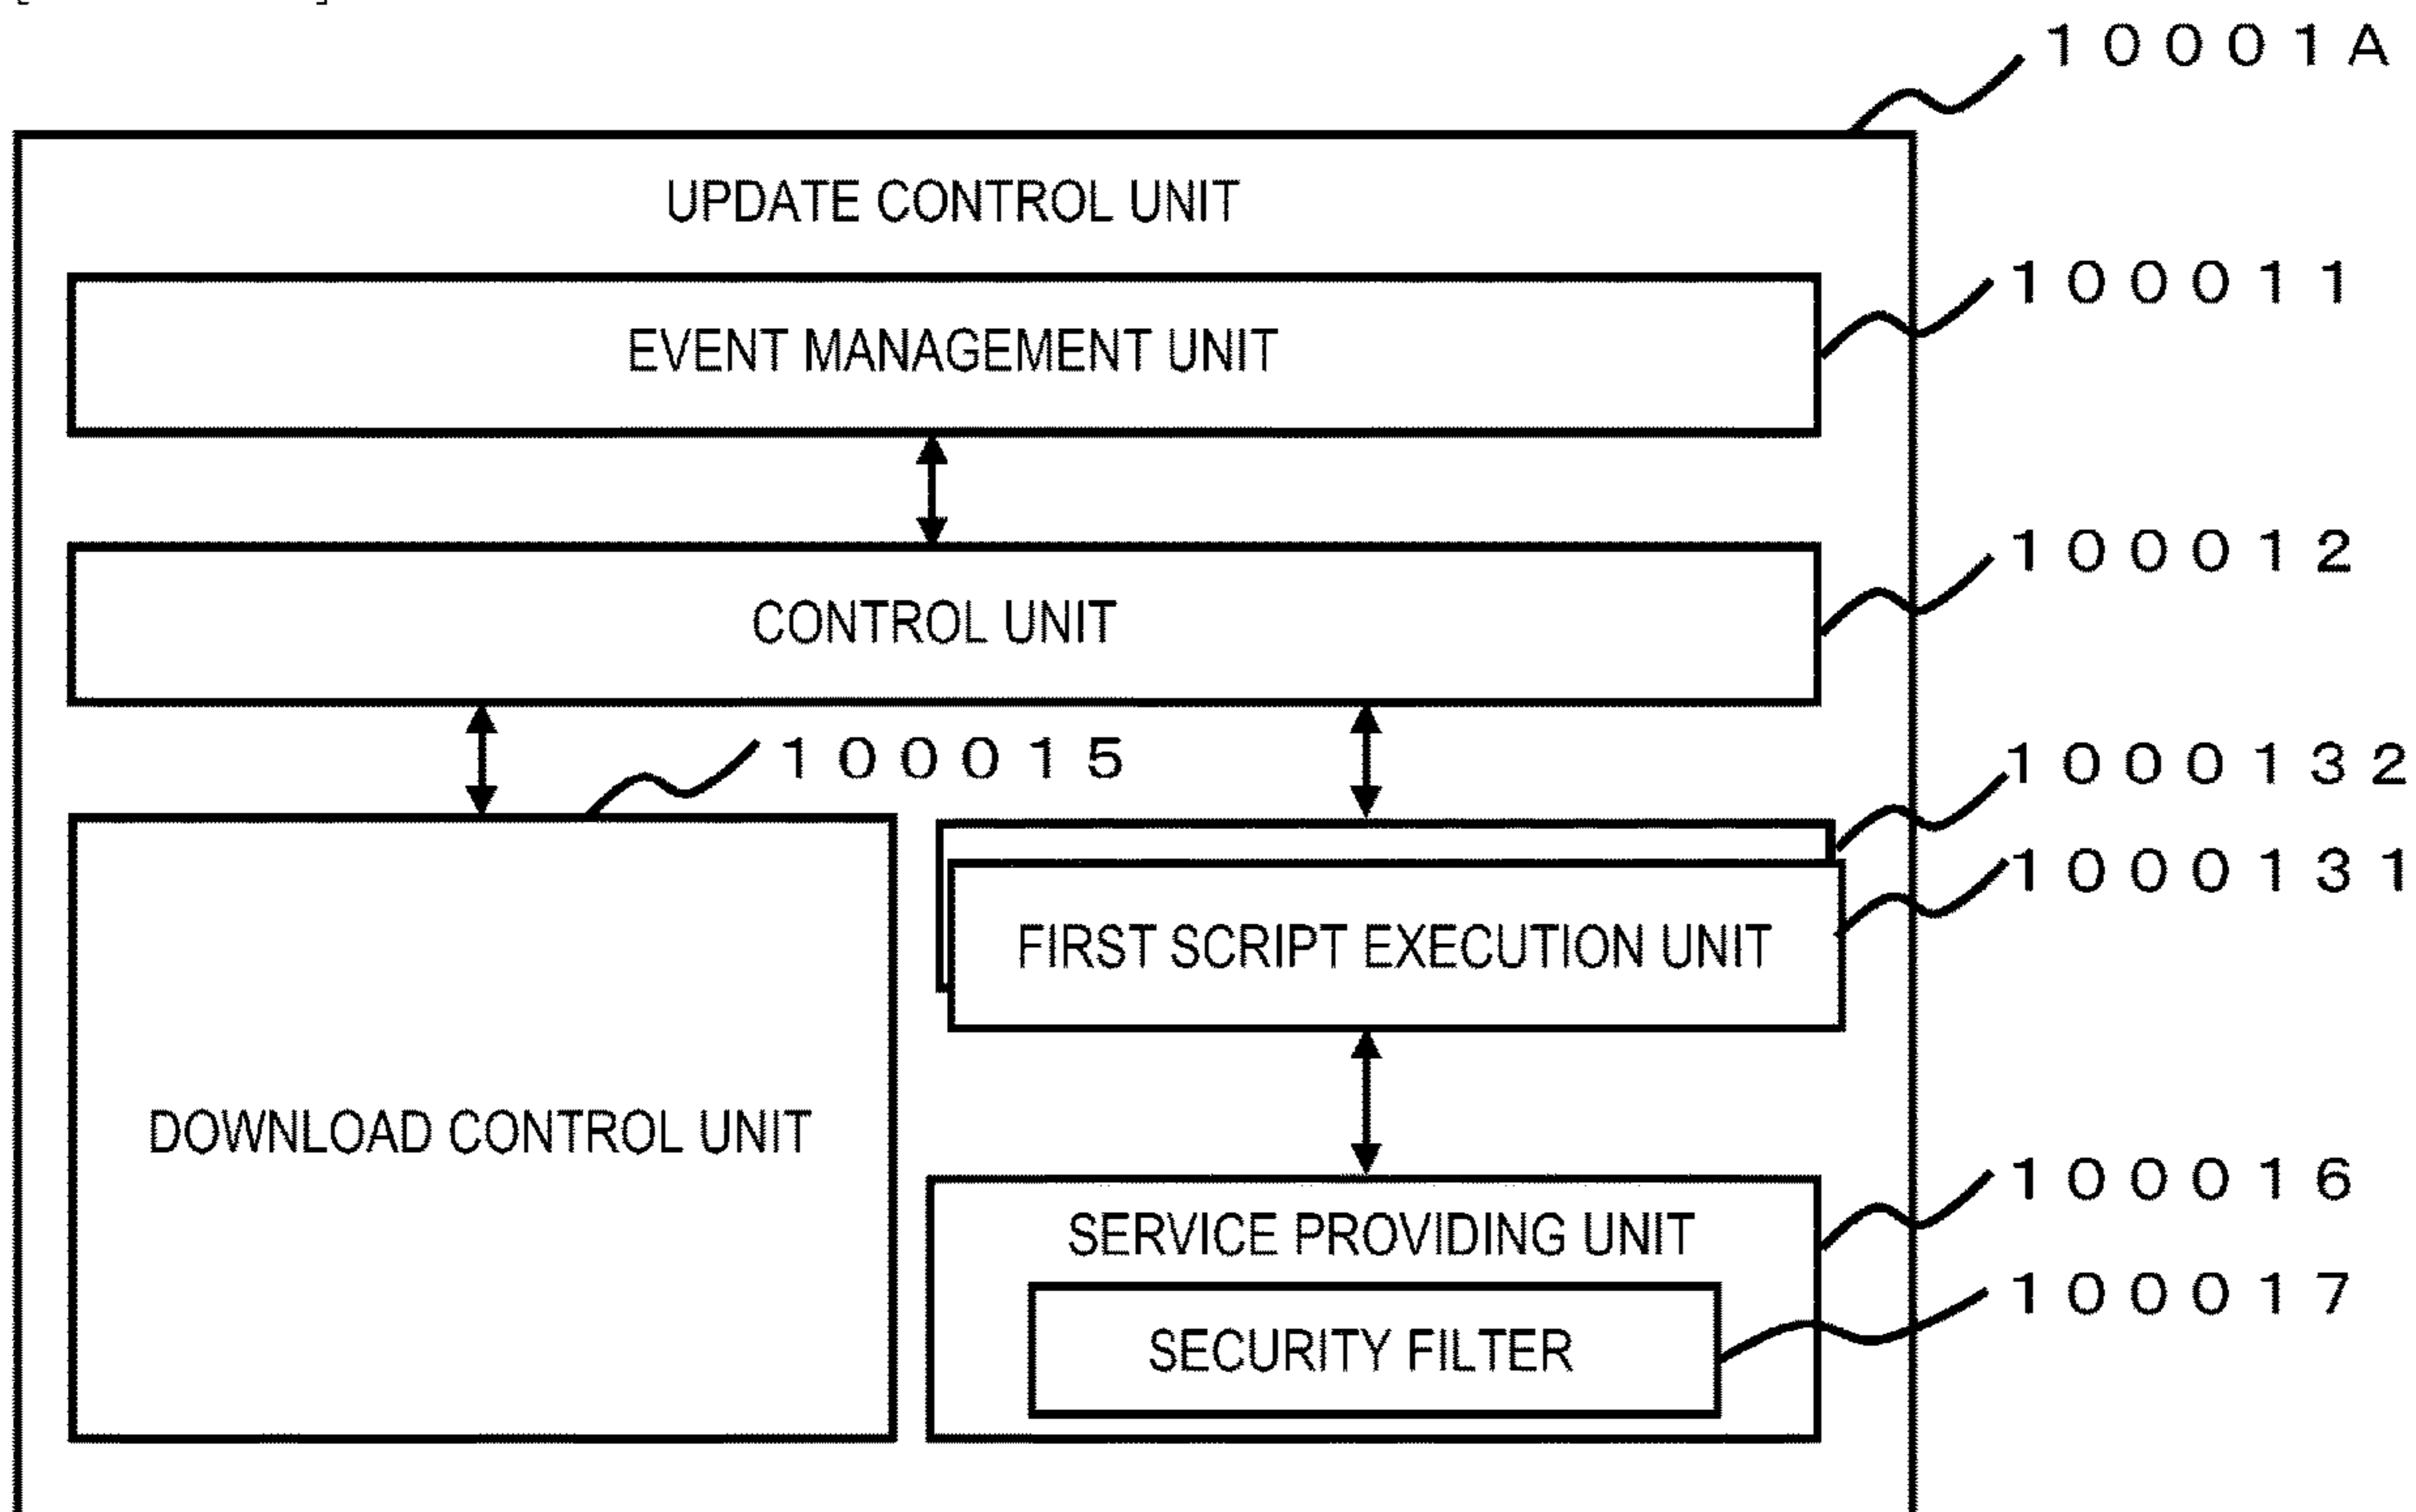 10001A
UPDATE CONTROL UNIT
100011
EVENT MANAGEMENT UNIT
100012
CONTROL UNIT
100015
1000132
1000131
FIRST SCRIPT EXECUTION UNIT
DOWNLOAD CONTROL UNIT
100016
SERVICE PROVIDING UNIT
100017
SECURITY FILTER